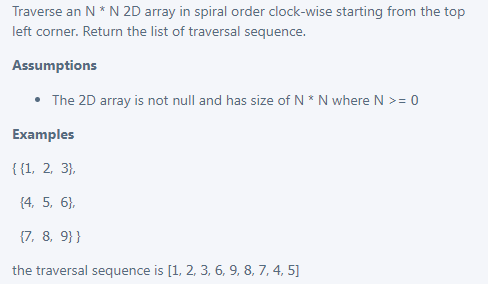 Traverse an N * N 2D array in spiral order clock-wise starting from the top
left corner. Return the list of traversal sequence.
Assumptions
• The 2D array is not null and has size of N * N where N >= 0
Examples
{ {1, 2, 3},
{4, 5, 6},
{7, 8, 9} }
the traversal sequence is [1, 2, 3, 6, 9, 8, 7, 4, 5]